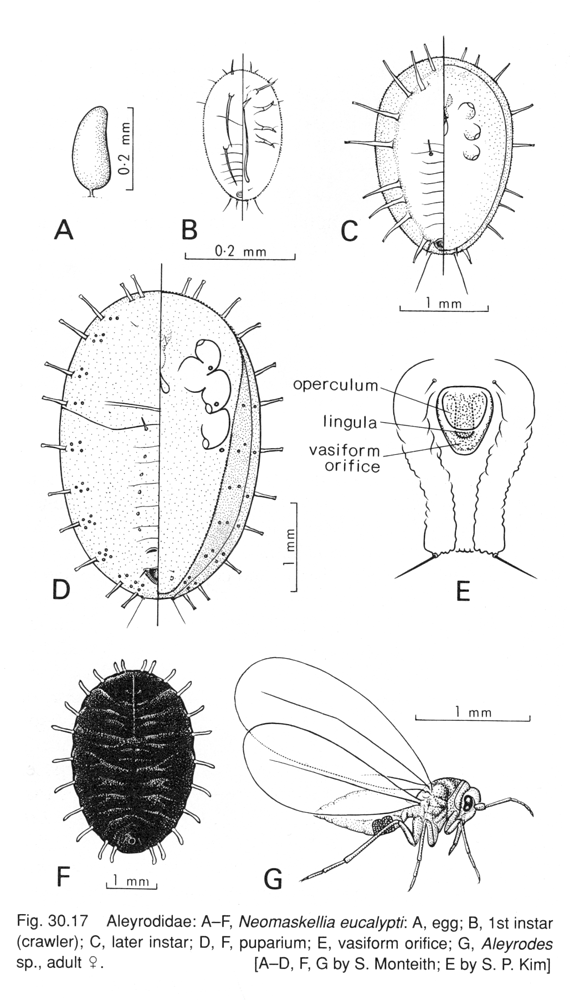 0·2 mm
A
B
0·2 mm
C
1 mm
operculum
lingula
vasiform
orifice
1 mm
D
E
1 mm
F
1 mm
G
Fig. 30.17 Aleyrodidae: A–F, Neomaskellia eucalypti: A, egg; B, 1st instar
(crawler); C, later instar; D, F, puparium; E, vasiform orifice; G, Aleyrodes
sp., adult ♀. [A–D, F, G by S. Monteith; E by S. P. Kim]